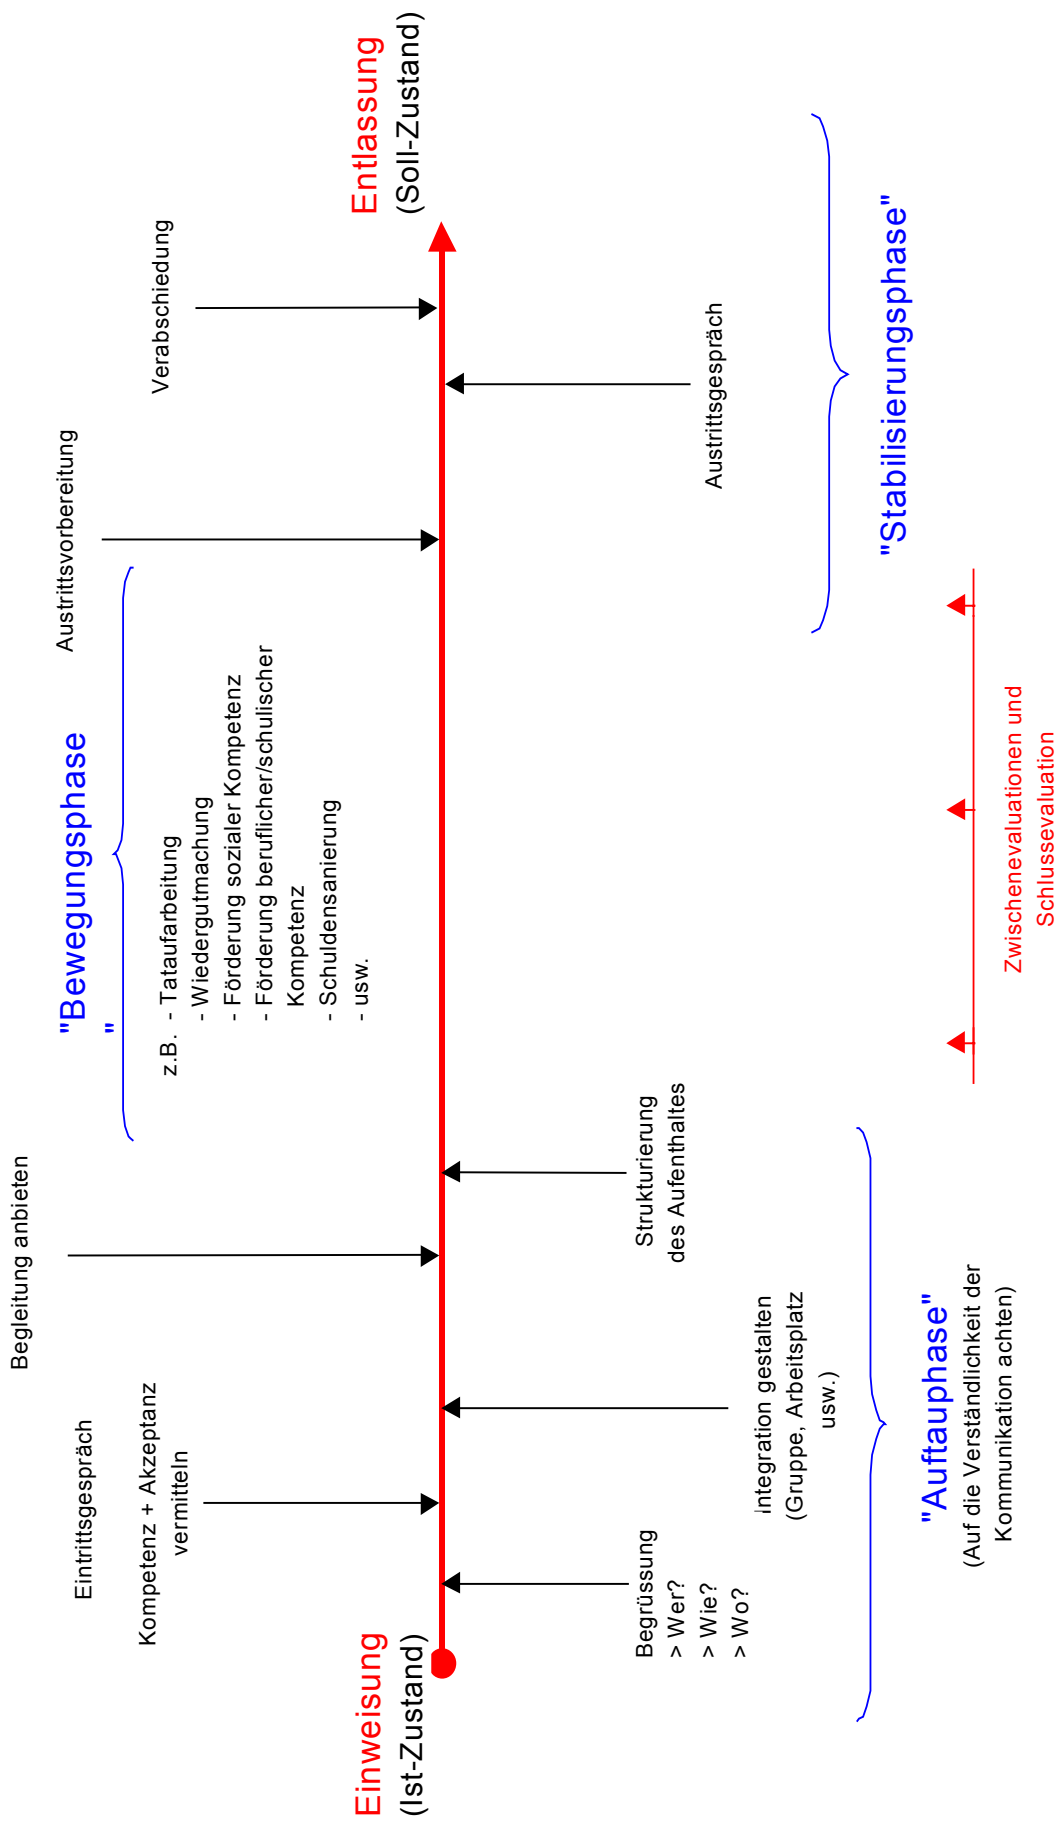 Einweisung
(Ist-Zustand)
Eintrittsgespräch
Kompetenz + Akzeptanz
vermitteln
Begleitung anbieten
"Bewegungsphase
"
z.B. - Tataufarbeitung
- Wiedergutmachung
- Förderung sozialer Kompetenz
- Förderung beruflicher/schulischer
Kompetenz
- Schuldensanierung
- usw.
Austrittsvorbereitung
Verabschiedung
Entlassung
(Soll-Zustand)
Begrüssung
> Wer?
> Wie?
> Wo?
Integration gestalten
(Gruppe, Arbeitsplatz
usw.)
Strukturierung
des Aufenthaltes
Austrittsgespräch
"Auftauphase"
(Auf die Verständlichkeit der
Kommunikation achten)
Zwischenevaluationen und
Schlussevaluation
"Stabilisierungsphase"